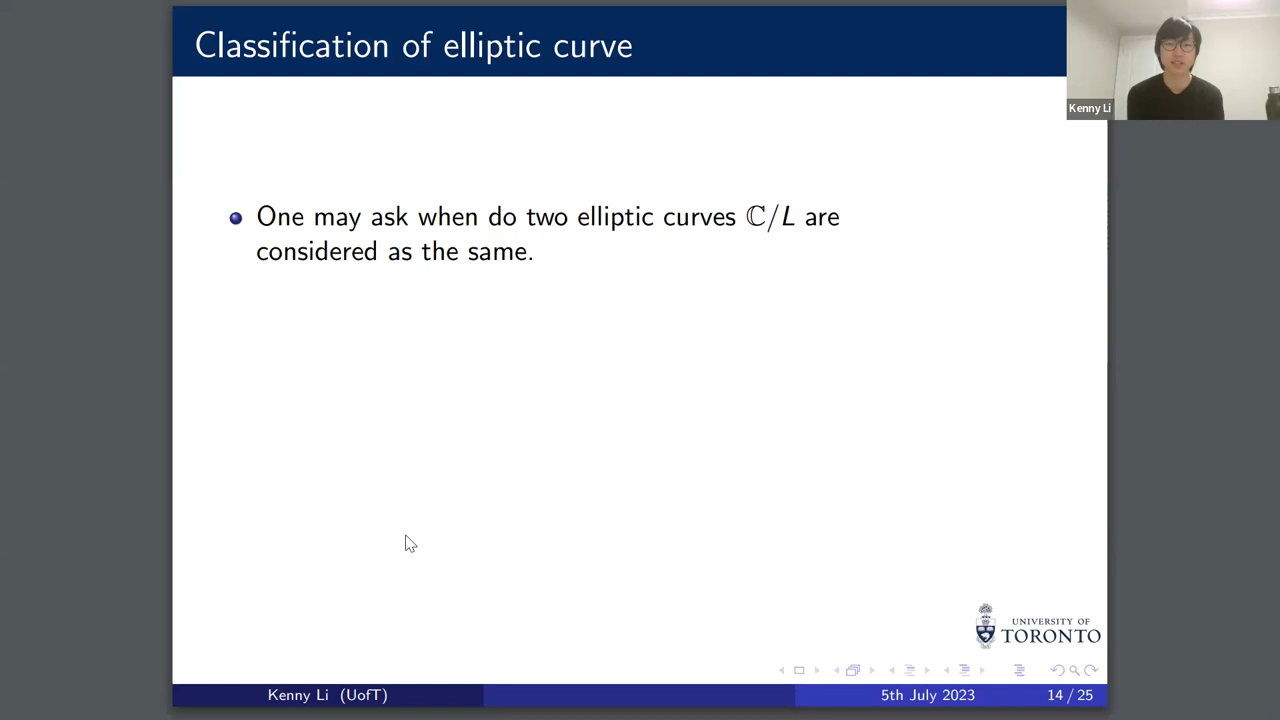 Classification of elliptic curve
Kenny Li
One may ask when do two elliptic curves ℂ/L are
considered as the same.
UNIVERSITY OF
TORONTO
Kenny Li (UofT)
5th July 2023
14 / 25